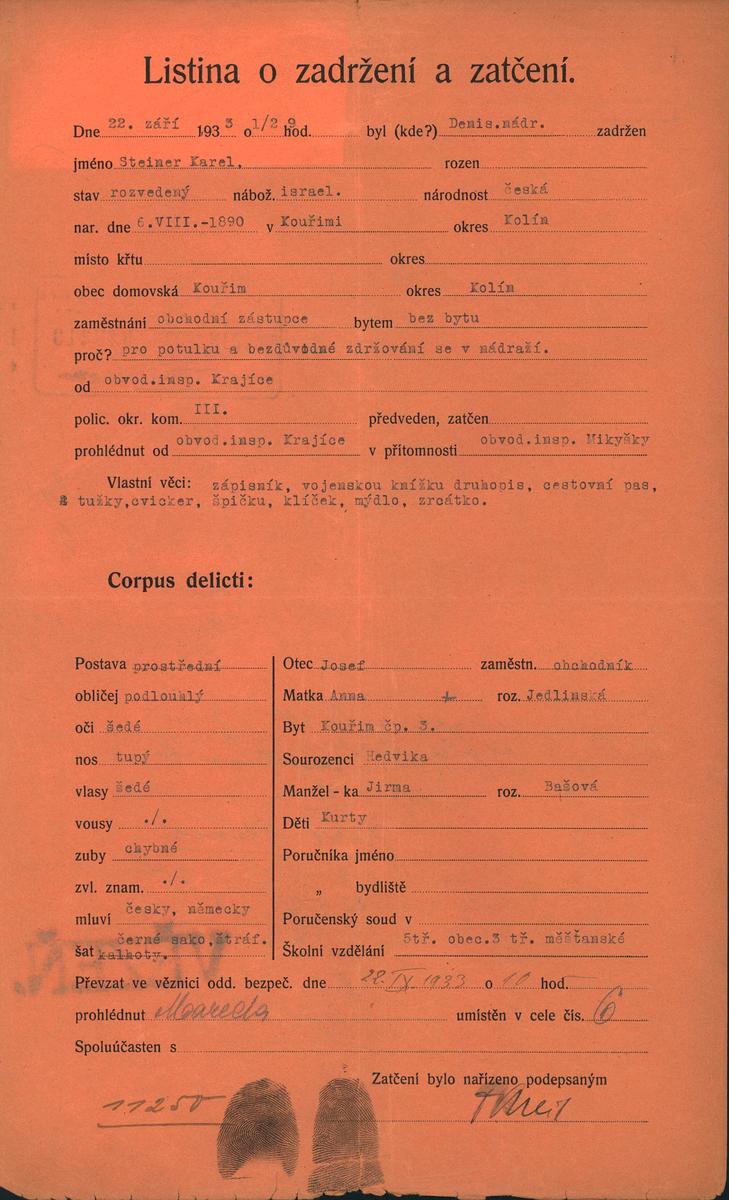 Listina o zadržení a zatčení.
Dne 22. září 1933 o 1/2 9 hod. byl (kde?) Denis.nádr. zadržen
jméno Steiner Karel, rozen
stav rozvedený nábož. israel. národnost česká
nar. dne 6.VIII.-1890 v Kouřimi okres Kolín
místo křtu okres
obec domovská Kouřim okres Kolín
zaměstnání obchodní zástupce bytem bez bytu
proč? pro potulku a bezdůvodné zdržování se v nádraží.
od obvod.insp. Krajíce
polic. okr. kom. III. předveden, zatčen
prohlédnut od obvod.insp. Krajíce v přítomnosti obvod.insp. Mikyšky
Vlastní věci: zápisník, vojenskou knížku druhopis, cestovní pas,
2 tužky,cvicker, špičku, klíček, mýdlo, zrcátko.
Corpus delicti:
Postava prostřední
obličej podlouhlý
oči šedé
nos tupý
vlasy šedé
vousy ./.
zuby chybné
zvl. znam. ./.
mluví česky, německy
šat černé sako,štráf.
kalhoty.
Otec Josef zaměstn. obchodník
Matka Anna + roz. Jedlinská
Byt Kouřim čp. 3.
Sourozenci Hedvika
Manžel - ka Jirma roz. Bašová
Děti Kurty
Poručníka jméno
„ bydliště
Poručenský soud v
Školní vzdělání 5tř. obec.3 tř. měšťanské
Převzat ve věznici odd. bezpeč. dne 22. IX 1933 o 10 hod.
prohlédnut umístěn v cele čís. 6
Spoluúčasten s
Zatčení bylo nařízeno podepsaným
11250